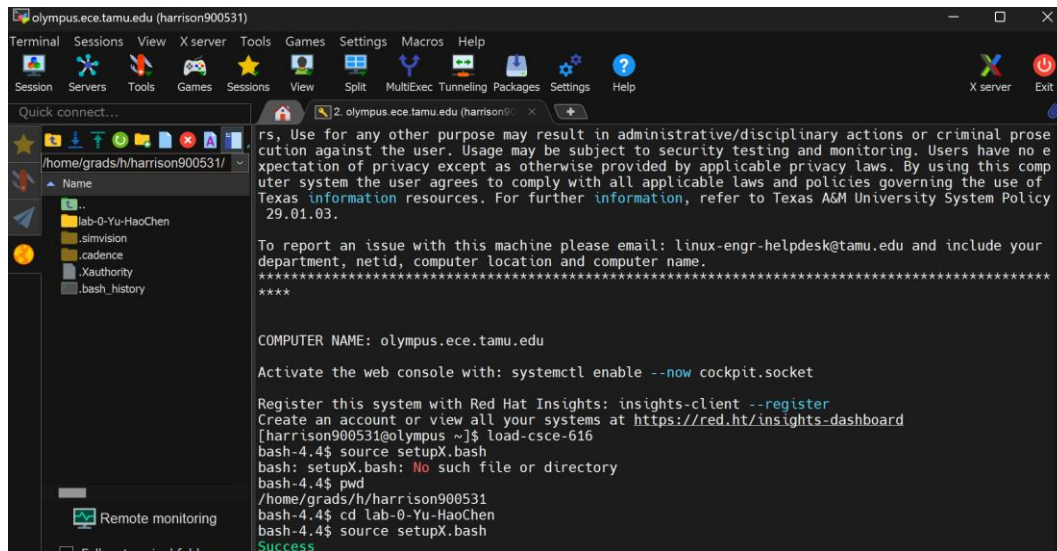 olympus.ece.tamu.edu (harrison900531)
Terminal Sessions View X server Tools Games Settings Macros Help
Session Servers Tools Games Sessions View Split MultiExec Tunneling Packages Settings Help X server Exit
Quick connect... 2. olympus.ece.tamu.edu (harrison90
/home/grads/h/harrison900531/
Name
..
lab-0-Yu-HaoChen
.simvision
.cadence
.Xauthority
.bash_history
Remote monitoring
rs, Use for any other purpose may result in administrative/disciplinary actions or criminal prose
cution against the user. Usage may be subject to security testing and monitoring. Users have no e
xpectation of privacy except as otherwise provided by applicable privacy laws. By using this comp
uter system the user agrees to comply with all applicable laws and policies governing the use of
Texas information resources. For further information, refer to Texas A&M University System Policy
29.01.03.
To report an issue with this machine please email: linux-engr-helpdesk@tamu.edu and include your
department, netid, computer location and computer name.
*************************************************************************************************
****
COMPUTER NAME: olympus.ece.tamu.edu
Activate the web console with: systemctl enable --now cockpit.socket
Register this system with Red Hat Insights: insights-client --register
Create an account or view all your systems at https://red.ht/insights-dashboard
[harrison900531@olympus ~]$ load-csce-616
bash-4.4$ source setupX.bash
bash: setupX.bash: No such file or directory
bash-4.4$ pwd
/home/grads/h/harrison900531
bash-4.4$ cd lab-0-Yu-HaoChen
bash-4.4$ source setupX.bash
Success